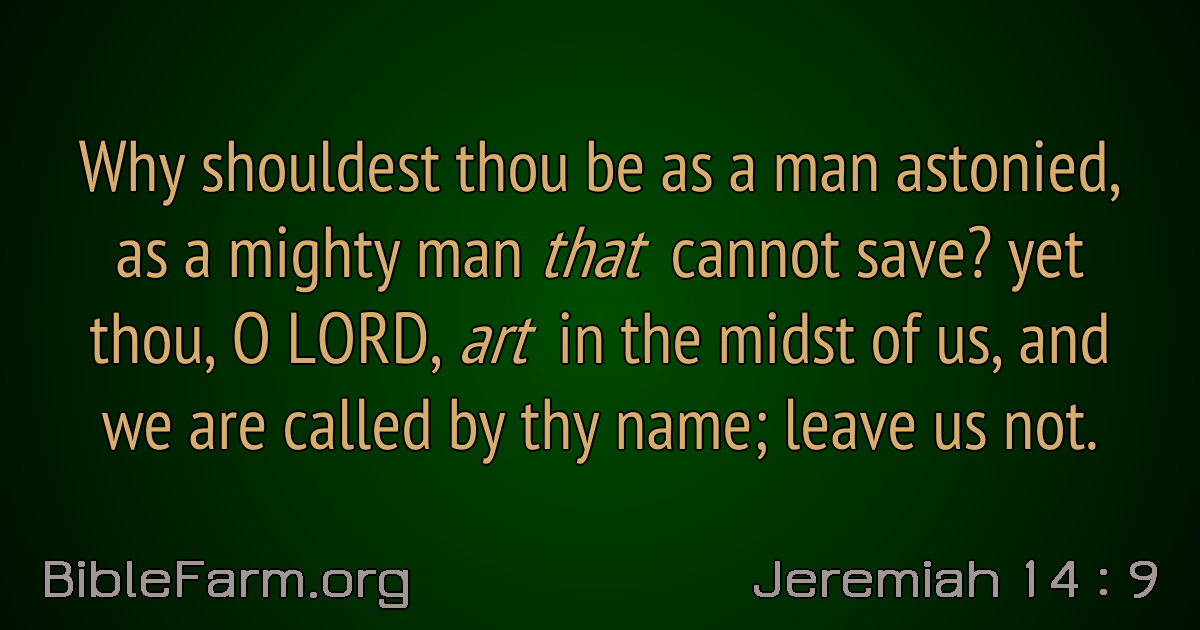 Why shouldest thou be as a man astonied,
as a mighty man that cannot save? yet
thou, O LORD, art in the midst of us, and
we are called by thy name; leave us not.
BibleFarm.org
Jeremiah 14 : 9